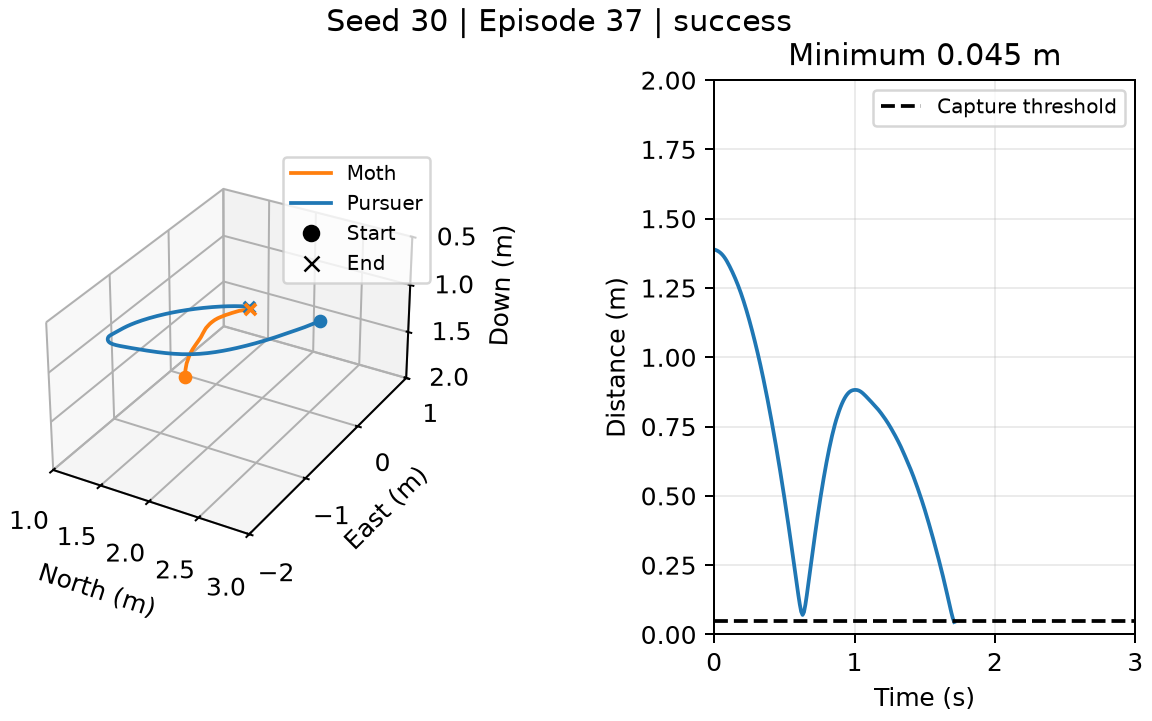 Seed 30 | Episode 37 | success
Moth
Pursuer
Start
End
0.5
1.0
1.5
2.0
Down (m)
1
0
−1
−2
East (m)
1.0
1.5
2.0
2.5
3.0
North (m)
Minimum 0.045 m
Capture threshold
2.00
1.75
1.50
1.25
1.00
0.75
0.50
0.25
0.00
Distance (m)
0
1
2
3
Time (s)